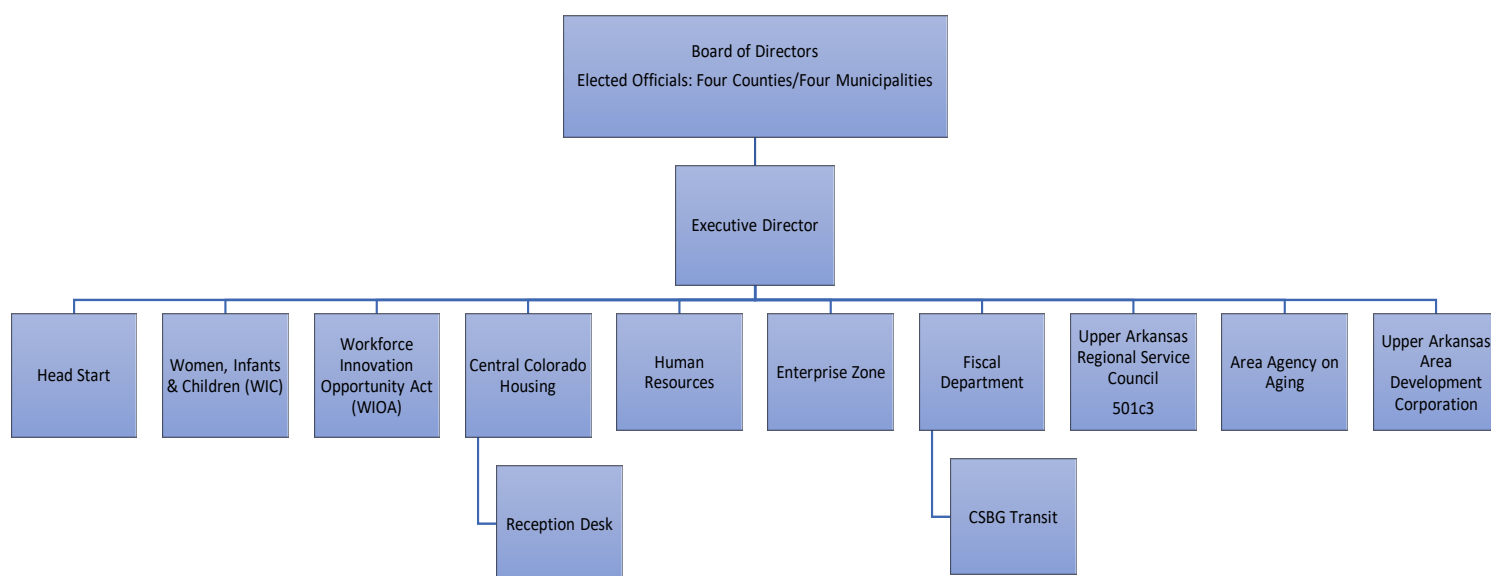 Board of Directors
Elected Officials: Four Counties/Four Municipalities
Executive Director
Head Start
Women, Infants
& Children (WIC)
Workforce
Innovation
Opportunity Act
(WIOA)
Central Colorado
Housing
Human
Resources
Enterprise Zone
Fiscal
Department
Upper Arkansas
Regional Service
Council
501c3
Area Agency on
Aging
Upper Arkansas
Area
Development
Corporation
Reception Desk
CSBG Transit